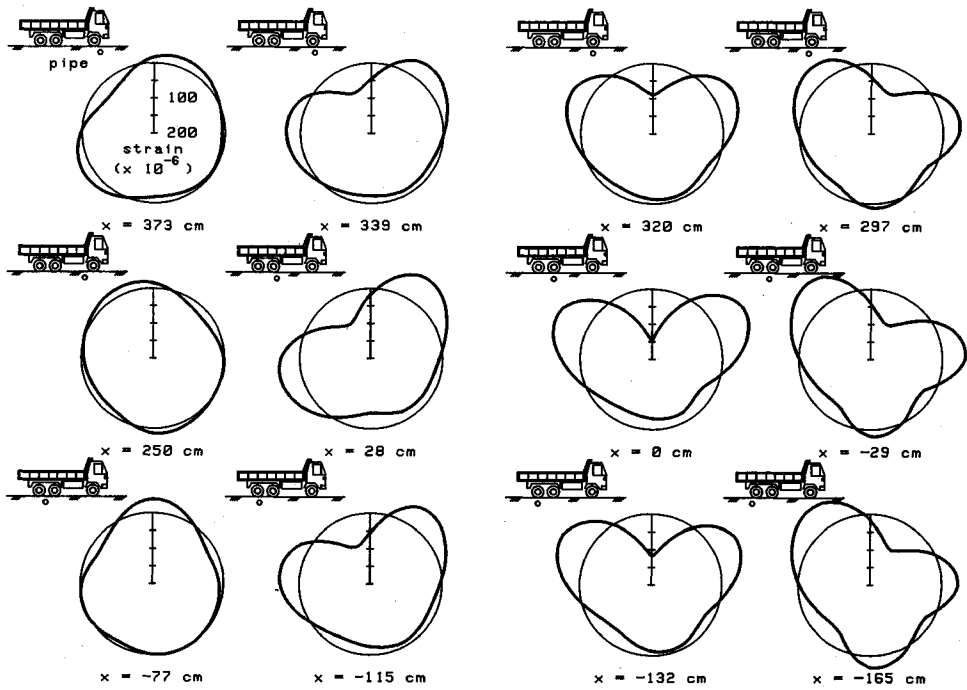 pipe
100
200
strain
(× 10⁻⁶)
x = 373 cm
x = 339 cm
x = 320 cm
x = 297 cm
x = 250 cm
x = 28 cm
x = 0 cm
x = -29 cm
x = -77 cm
x = -115 cm
x = -132 cm
x = -165 cm